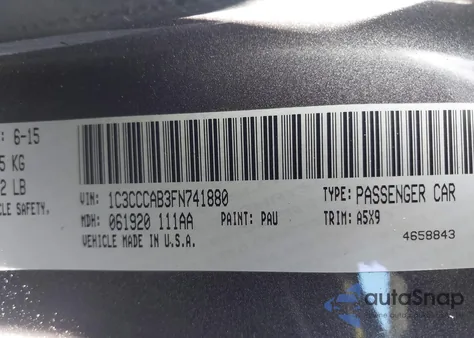 : 6-15
5 KG
2 LB
CLE SAFETY.
VIN: 1C3CCCAB3FN741880
TYPE: PASSENGER CAR
MDH: 061920 111AA
PAINT: PAU
TRIM: A5X9
VEHICLE MADE IN U.S.A.
4658843
autoSnap